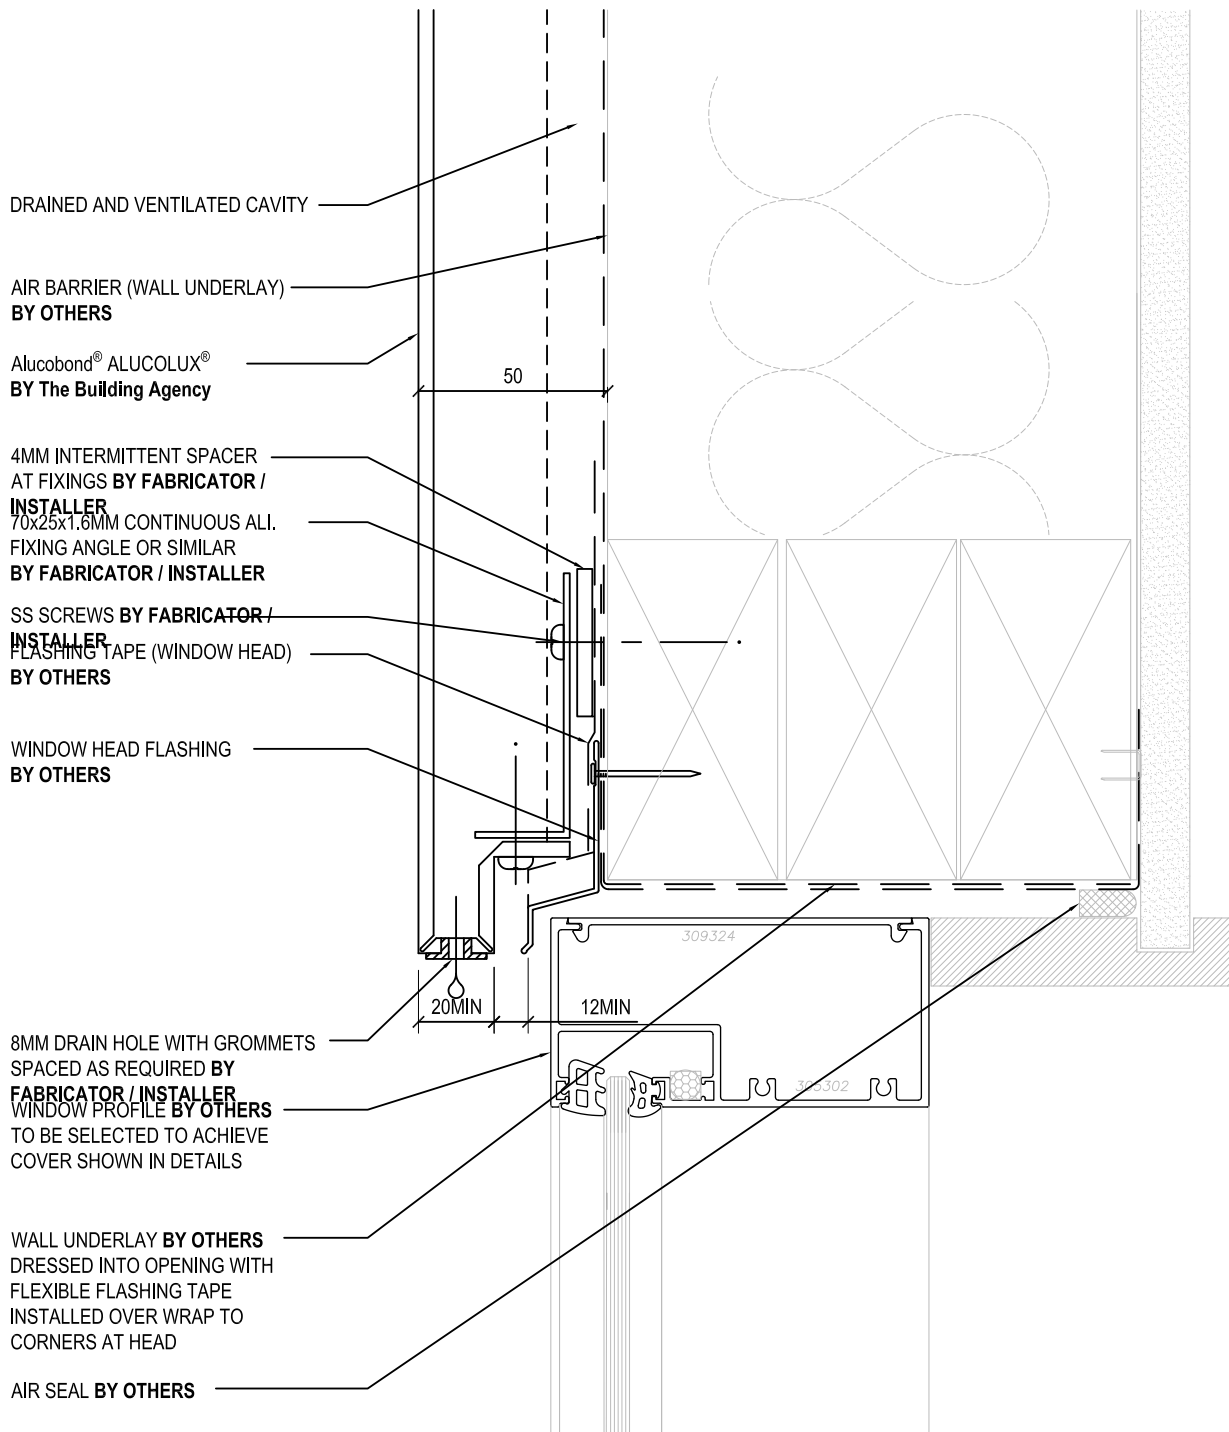 DRAINED AND VENTILATED CAVITY
AIR BARRIER (WALL UNDERLAY)
BY OTHERS
Alucobond® ALUCOLUX®
BY The Building Agency
50
4MM INTERMITTENT SPACER
AT FIXINGS BY FABRICATOR /
INSTALLER
70x25x1.6MM CONTINUOUS ALI.
FIXING ANGLE OR SIMILAR
BY FABRICATOR / INSTALLER
SS SCREWS BY FABRICATOR /
INSTALLER
FLASHING TAPE (WINDOW HEAD)
BY OTHERS
WINDOW HEAD FLASHING
BY OTHERS
309324
20MIN
12MIN
8MM DRAIN HOLE WITH GROMMETS
SPACED AS REQUIRED BY
FABRICATOR / INSTALLER
305302
WINDOW PROFILE BY OTHERS
TO BE SELECTED TO ACHIEVE
COVER SHOWN IN DETAILS
WALL UNDERLAY BY OTHERS
DRESSED INTO OPENING WITH
FLEXIBLE FLASHING TAPE
INSTALLED OVER WRAP TO
CORNERS AT HEAD
AIR SEAL BY OTHERS